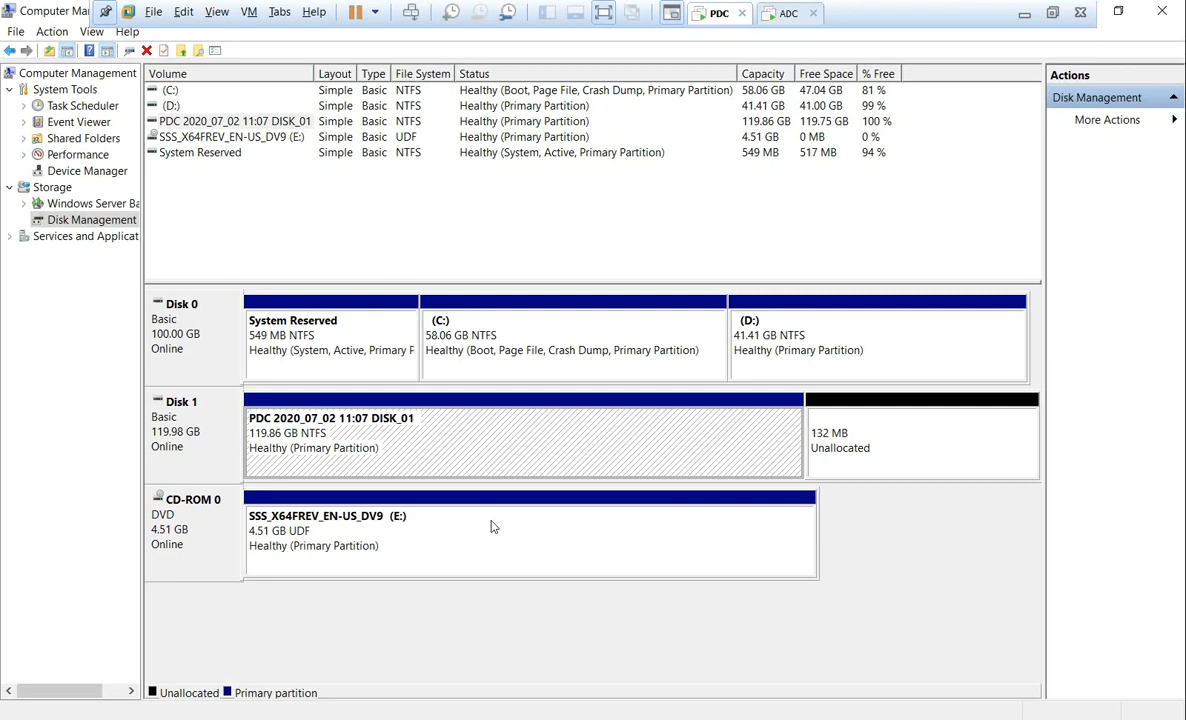 Computer Mai File Edit View VM Tabs Help PDC ADC
File Action View Help
Computer Management
System Tools
Task Scheduler
Event Viewer
Shared Folders
Performance
Device Manager
Storage
Windows Server Ba
Disk Management
Services and Applicat
Volume Layout Type File System Status Capacity Free Space % Free
(C:) Simple Basic NTFS Healthy (Boot, Page File, Crash Dump, Primary Partition) 58.06 GB 47.04 GB 81 %
(D:) Simple Basic NTFS Healthy (Primary Partition) 41.41 GB 41.00 GB 99 %
PDC 2020_07_02 11:07 DISK_01 Simple Basic NTFS Healthy (Primary Partition) 119.86 GB 119.75 GB 100 %
SSS_X64FREV_EN-US_DV9 (E:) Simple Basic UDF Healthy (Primary Partition) 4.51 GB 0 MB 0 %
System Reserved Simple Basic NTFS Healthy (System, Active, Primary Partition) 549 MB 517 MB 94 %
Disk 0
Basic
100.00 GB
Online
System Reserved
549 MB NTFS
Healthy (System, Active, Primary P
(C:)
58.06 GB NTFS
Healthy (Boot, Page File, Crash Dump, Primary Partition)
(D:)
41.41 GB NTFS
Healthy (Primary Partition)
Disk 1
Basic
119.98 GB
Online
PDC 2020_07_02 11:07 DISK_01
119.86 GB NTFS
Healthy (Primary Partition)
132 MB
Unallocated
CD-ROM 0
DVD
4.51 GB
Online
SSS_X64FREV_EN-US_DV9 (E:)
4.51 GB UDF
Healthy (Primary Partition)
Unallocated Primary partition
Actions
Disk Management
More Actions